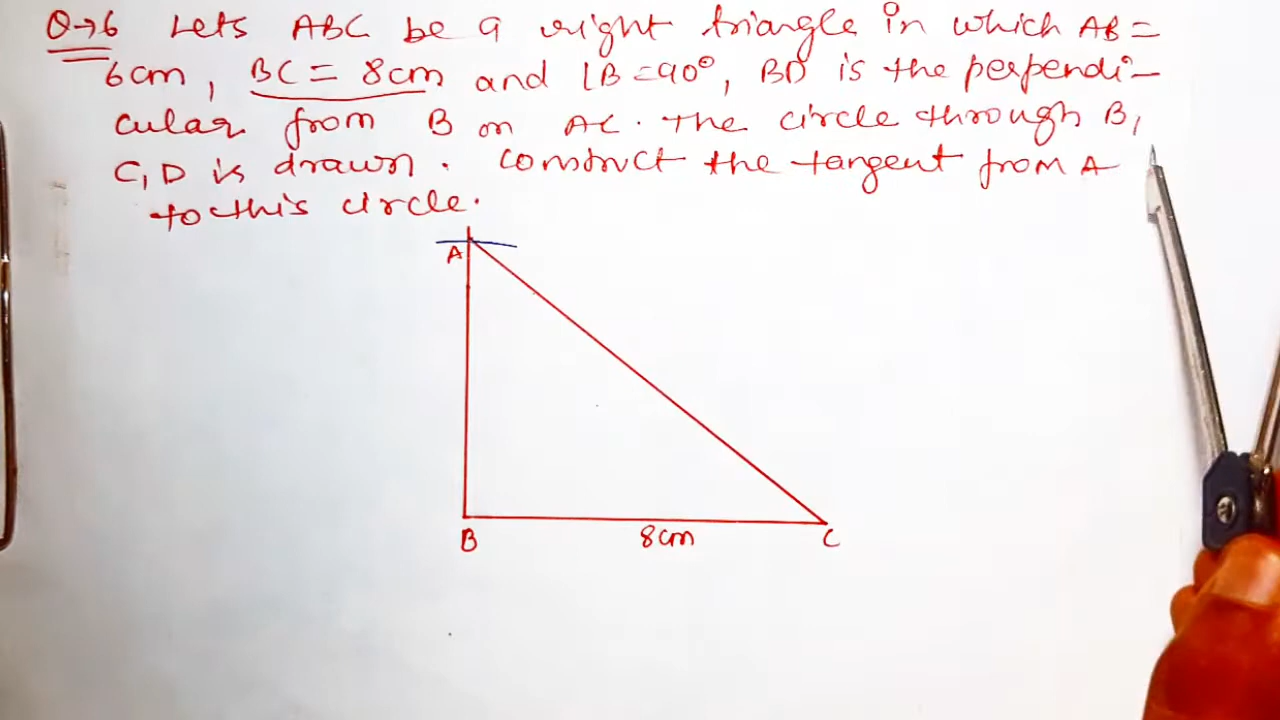 Q→6 Lets ABC be a right triangle in which AB =
6cm, BC = 8cm and ∠B = 90°, BD is the perpendi-
cular from B on AC. The circle through B,
C, D is drawn. construct the tangent from A
to this circle.
A
B 8cm C